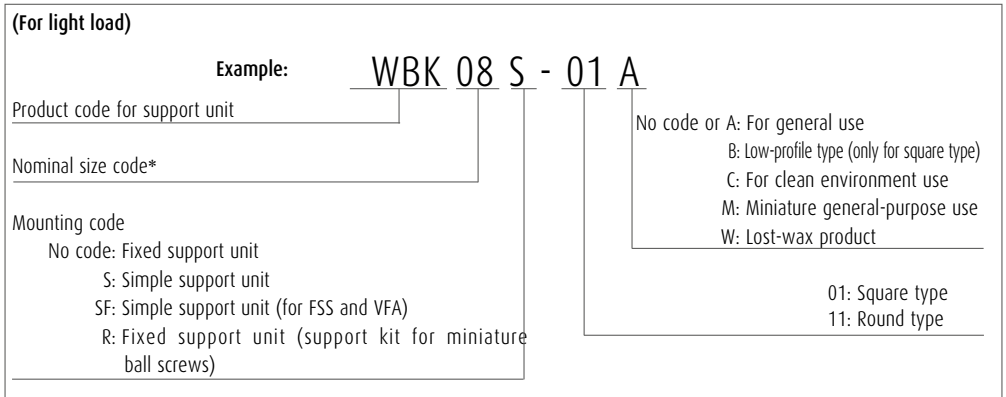 (For light load)
Example: WBK 08 S - 01 A
Product code for support unit
Nominal size code*
Mounting code
No code: Fixed support unit
S: Simple support unit
SF: Simple support unit (for FSS and VFA)
R: Fixed support unit (support kit for miniature
ball screws)
No code or A: For general use
B: Low-profile type (only for square type)
C: For clean environment use
M: Miniature general-purpose use
W: Lost-wax product
01: Square type
11: Round type